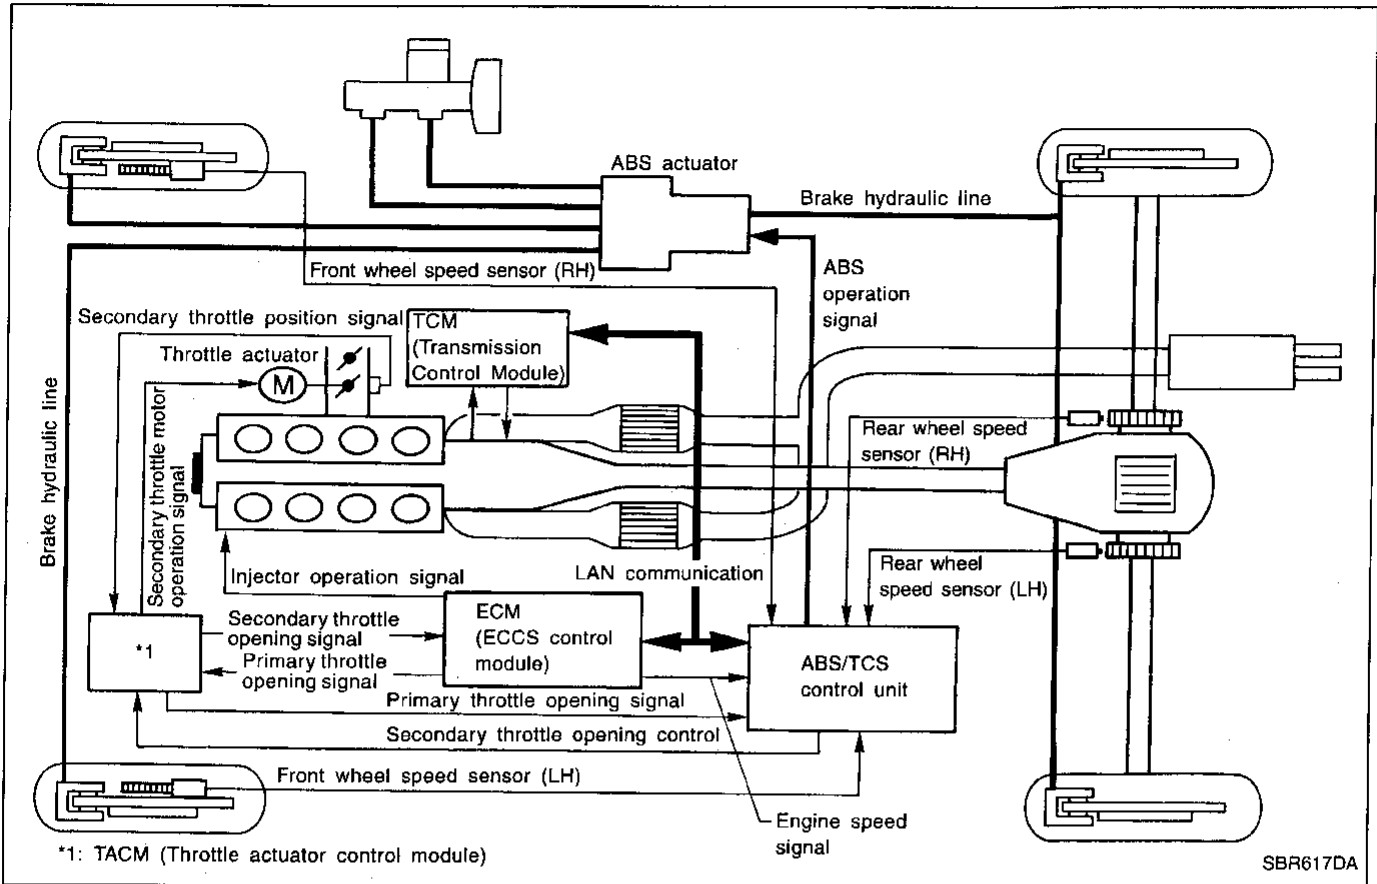 ABS actuator
Brake hydraulic line
Front wheel speed sensor (RH)
ABS
operation
signal
Secondary throttle position signal
TCM
(Transmission
Control Module)
Throttle actuator
M
Brake hydraulic line
Secondary throttle motor
operation signal
Rear wheel speed
sensor (RH)
Rear wheel
speed sensor (LH)
Injector operation signal
LAN communication
Secondary throttle
opening signal
ECM
(ECCS control
module)
*1
Primary throttle
opening signal
ABS/TCS
control unit
Primary throttle opening signal
Secondary throttle opening control
Front wheel speed sensor (LH)
Engine speed
signal
*1: TACM (Throttle actuator control module)
SBR617DA